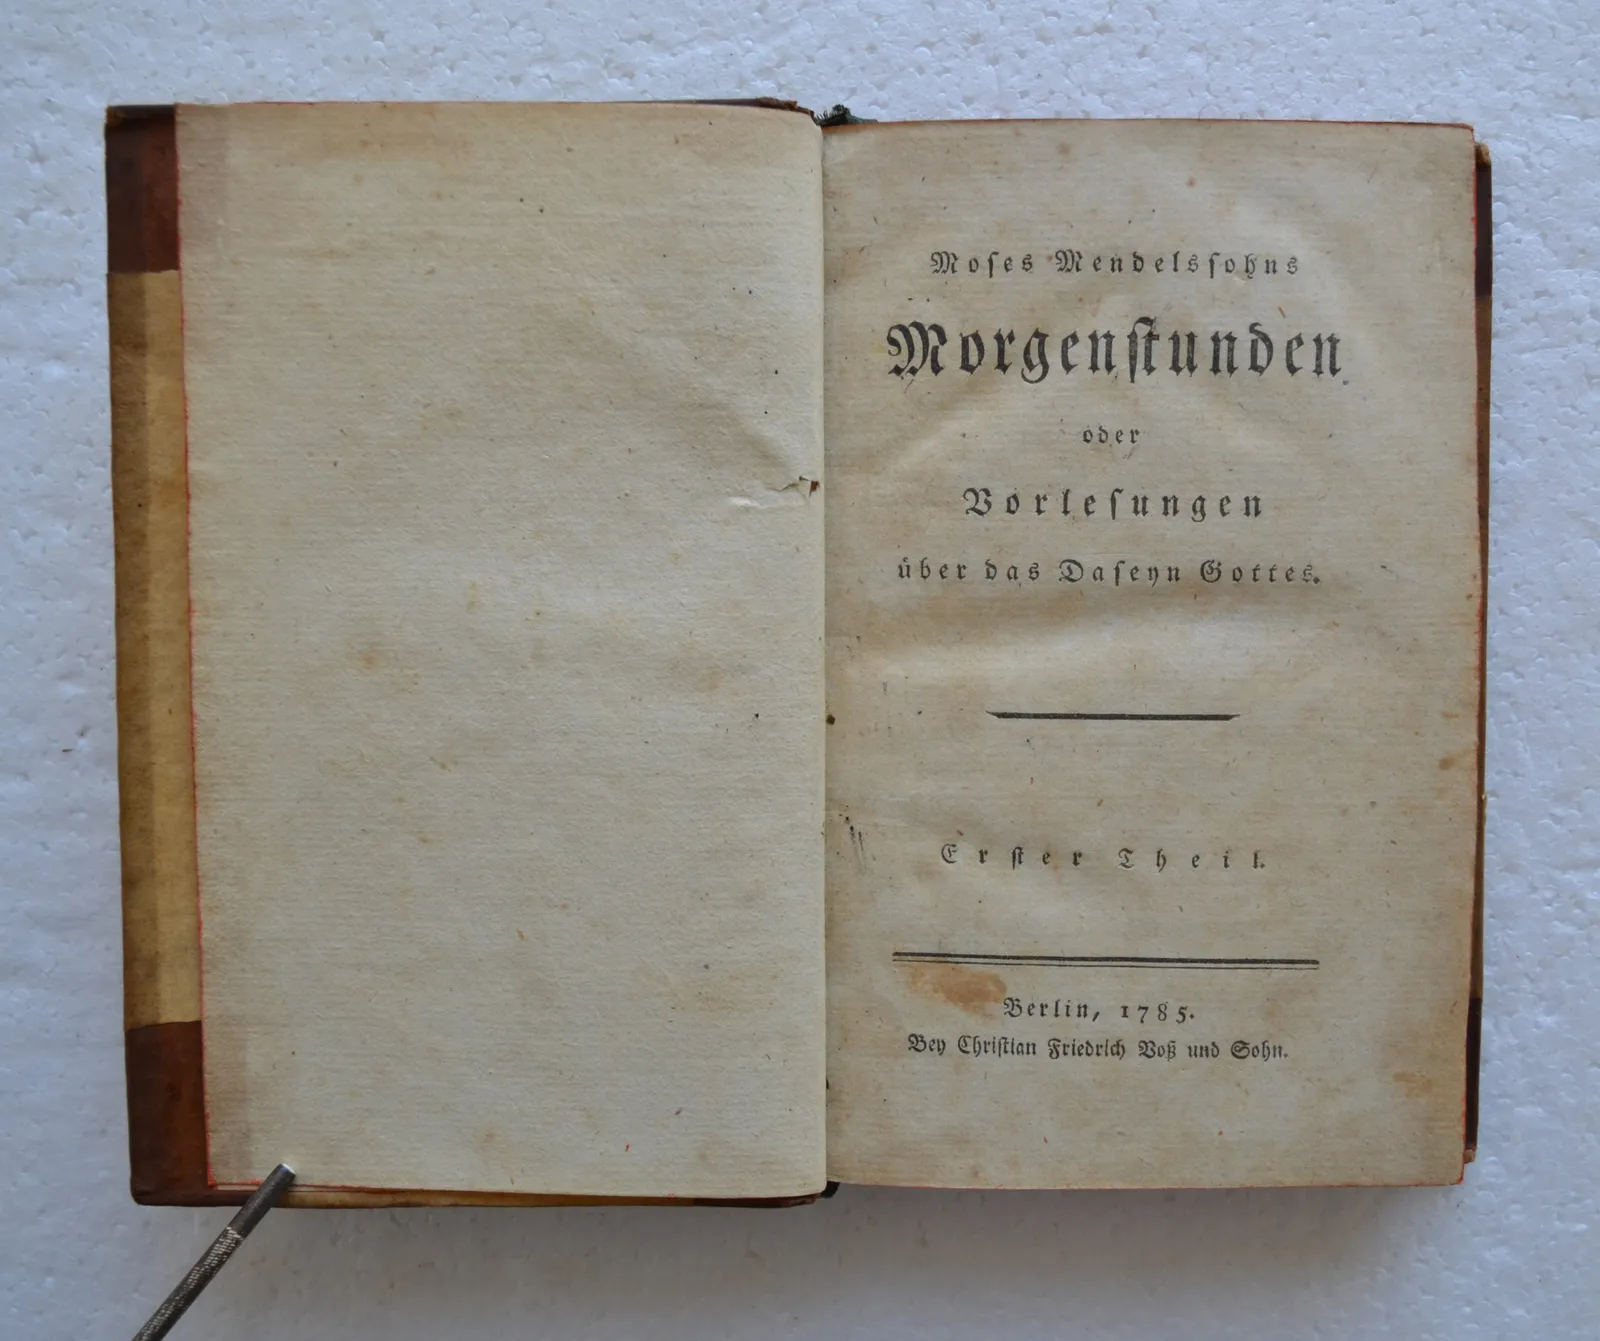 Moſes Mendelsſohns
Morgenſtunden
oder
Vorleſungen
über das Daſeyn Gottes.
Erſter Theil.
Berlin, 1785.
Bey Chriſtian Friedrich Voß und Sohn.